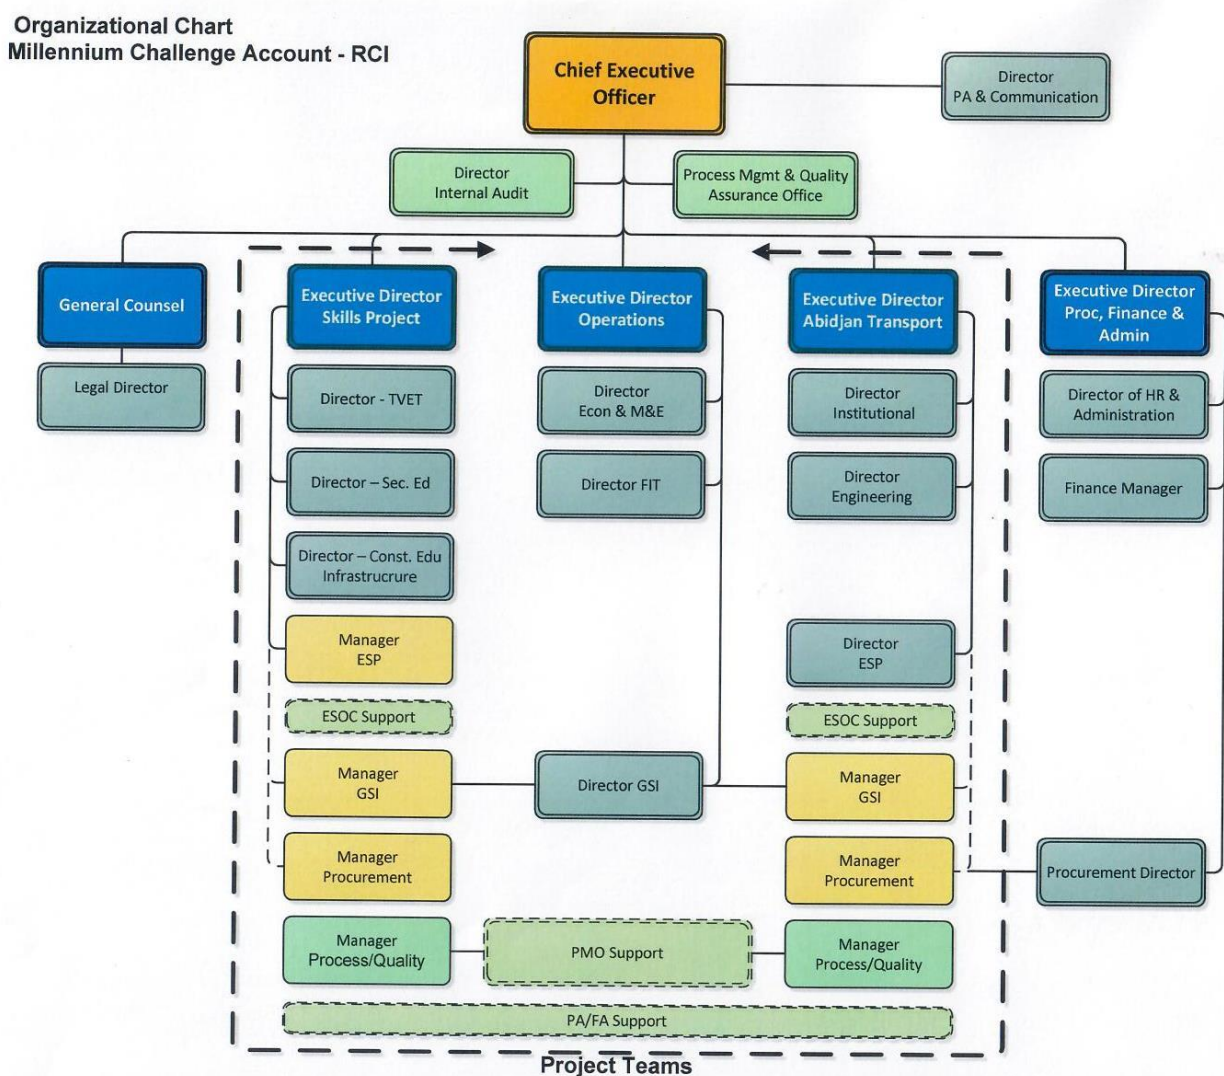 Organizational Chart
Millennium Challenge Account - RCI
Chief Executive
Officer
Director
PA & Communication
Director
Internal Audit
Process Mgmt & Quality
Assurance Office
General Counsel
Legal Director
Executive Director
Skills Project
Director - TVET
Director – Sec. Ed
Director – Const. Edu
Infrastrucrure
Manager
ESP
ESOC Support
Manager
GSI
Manager
Procurement
Manager
Process/Quality
Executive Director
Operations
Director
Econ & M&E
Director FIT
Director GSI
PMO Support
Executive Director
Abidjan Transport
Director
Institutional
Director
Engineering
Director
ESP
ESOC Support
Manager
GSI
Manager
Procurement
Manager
Process/Quality
Executive Director
Proc, Finance &
Admin
Director of HR &
Administration
Finance Manager
Procurement Director
PA/FA Support
Project Teams